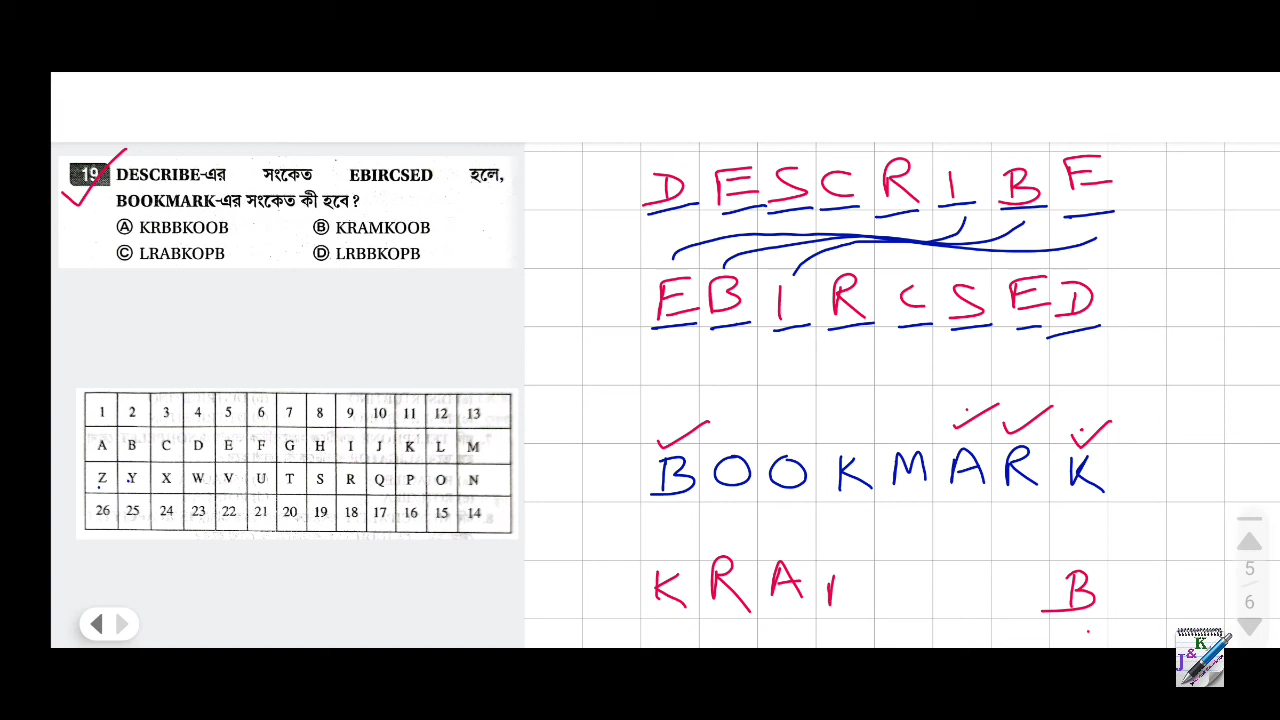 19 DESCRIBE-এর সংকেত EBIRCSED হলে,
BOOKMARK-এর সংকেত কী হবে ?
Ⓐ KRBBKOOB Ⓑ KRAMKOOB
Ⓒ LRABKOPB Ⓓ LRBBKOPB
1 2 3 4 5 6 7 8 9 10 11 12 13
A B C D E F G H I J K L M
Z Y X W V U T S R Q P O N
26 25 24 23 22 21 20 19 18 17 16 15 14
D E S C R I B E
E B I R C S E D
B O O K M A R K
K R A B
5
6
J & K